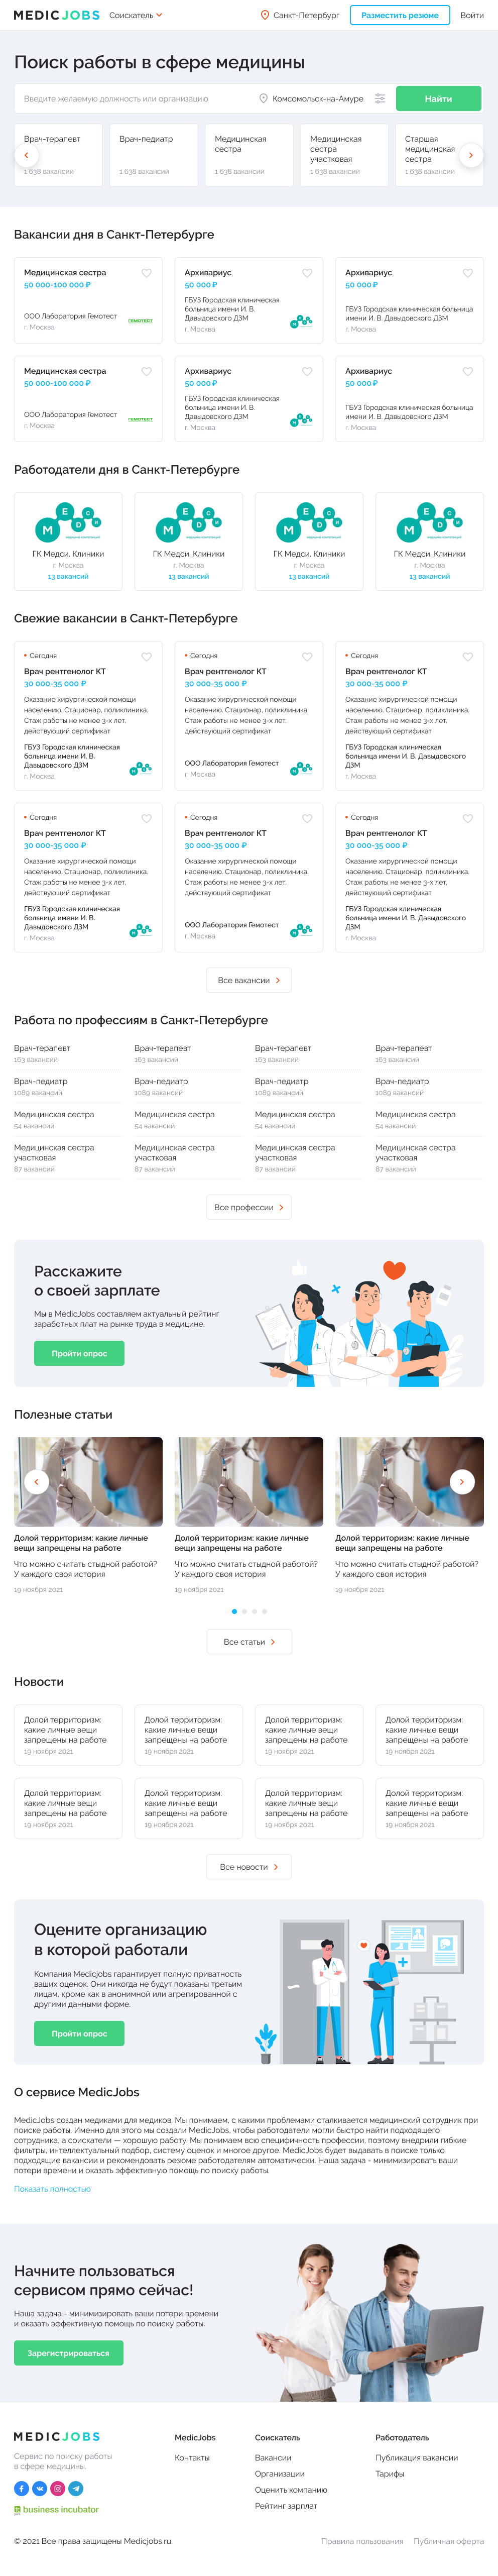 MEDICJOBS Соискатель Санкт-Петербург Разместить резюме Войти
Поиск работы в сфере медицины
Введите желаемую должность или организацию Комсомольск-на-Амуре Найти
Врач-терапевт
1 638 вакансий
Врач-педиатр
1 638 вакансий
Медицинская
сестра
1 638 вакансий
Медицинская
сестра
участковая
1 638 вакансий
Старшая
медицинская
сестра
1 638 вакансий
Вакансии дня в Санкт-Петербурге
Медицинская сестра
50 000-100 000 ₽
ООО Лаборатория Гемотест
г. Москва
ГЕМОТЕСТ
Архивариус
50 000 ₽
ГБУЗ Городская клиническая
больница имени И. В.
Давыдовского ДЗМ
г. Москва
Архивариус
50 000 ₽
ГБУЗ Городская клиническая больница
имени И. В. Давыдовского ДЗМ
г. Москва
Медицинская сестра
50 000-100 000 ₽
ООО Лаборатория Гемотест
г. Москва
ГЕМОТЕСТ
Архивариус
50 000 ₽
ГБУЗ Городская клиническая
больница имени И. В.
Давыдовского ДЗМ
г. Москва
Архивариус
50 000 ₽
ГБУЗ Городская клиническая больница
имени И. В. Давыдовского ДЗМ
г. Москва
Работодатели дня в Санкт-Петербурге
МЕDСИ
ГК Медси. Клиники
г. Москва
13 вакансий
МЕDСИ
ГК Медси. Клиники
г. Москва
13 вакансий
МЕDСИ
ГК Медси. Клиники
г. Москва
13 вакансий
МЕDСИ
ГК Медси. Клиники
г. Москва
13 вакансий
Свежие вакансии в Санкт-Петербурге
Сегодня
Врач рентгенолог КТ
30 000-35 000 ₽
Оказание хирургической помощи
населению. Стационар, поликлиника.
Стаж работы не менее 3-х лет,
действующий сертификат
ГБУЗ Городская клиническая
больница имени И. В.
Давыдовского ДЗМ
г. Москва
Сегодня
Врач рентгенолог КТ
30 000-35 000 ₽
Оказание хирургической помощи
населению. Стационар, поликлиника.
Стаж работы не менее 3-х лет,
действующий сертификат
ООО Лаборатория Гемотест
г. Москва
Сегодня
Врач рентгенолог КТ
30 000-35 000 ₽
Оказание хирургической помощи
населению. Стационар, поликлиника.
Стаж работы не менее 3-х лет,
действующий сертификат
ГБУЗ Городская клиническая
больница имени И. В. Давыдовского
ДЗМ
г. Москва
Сегодня
Врач рентгенолог КТ
30 000-35 000 ₽
Оказание хирургической помощи
населению. Стационар, поликлиника.
Стаж работы не менее 3-х лет,
действующий сертификат
ГБУЗ Городская клиническая
больница имени И. В.
Давыдовского ДЗМ
г. Москва
Сегодня
Врач рентгенолог КТ
30 000-35 000 ₽
Оказание хирургической помощи
населению. Стационар, поликлиника.
Стаж работы не менее 3-х лет,
действующий сертификат
ООО Лаборатория Гемотест
г. Москва
Сегодня
Врач рентгенолог КТ
30 000-35 000 ₽
Оказание хирургической помощи
населению. Стационар, поликлиника.
Стаж работы не менее 3-х лет,
действующий сертификат
ГБУЗ Городская клиническая
больница имени И. В. Давыдовского
ДЗМ
г. Москва
Все вакансии
Работа по профессиям в Санкт-Петербурге
Врач-терапевт Врач-терапевт Врач-терапевт Врач-терапевт
163 вакансий 163 вакансий 163 вакансий 163 вакансий
Врач-педиатр Врач-педиатр Врач-педиатр Врач-педиатр
1089 вакансий 1089 вакансий 1089 вакансий 1089 вакансий
Медицинская сестра Медицинская сестра Медицинская сестра Медицинская сестра
54 вакансий 54 вакансий 54 вакансий 54 вакансий
Медицинская сестра Медицинская сестра Медицинская сестра Медицинская сестра
участковая участковая участковая участковая
87 вакансий 87 вакансий 87 вакансий 87 вакансий
Все профессии
Расскажите
о своей зарплате
Мы в MedicJobs составляем актуальный рейтинг
заработных плат на рынке труда в медицине.
Пройти опрос
Полезные статьи
Долой территоризм: какие личные
вещи запрещены на работе
Что можно считать стыдной работой?
У каждого своя история
19 ноября 2021
Долой территоризм: какие личные
вещи запрещены на работе
Что можно считать стыдной работой?
У каждого своя история
19 ноября 2021
Долой территоризм: какие личные
вещи запрещены на работе
Что можно считать стыдной работой?
У каждого своя история
19 ноября 2021
Все статьи
Новости
Долой территоризм: Долой территоризм: Долой территоризм: Долой территоризм:
какие личные вещи какие личные вещи какие личные вещи какие личные вещи
запрещены на работе запрещены на работе запрещены на работе запрещены на работе
19 ноября 2021 19 ноября 2021 19 ноября 2021 19 ноября 2021
Долой территоризм: Долой территоризм: Долой территоризм: Долой территоризм:
какие личные вещи какие личные вещи какие личные вещи какие личные вещи
запрещены на работе запрещены на работе запрещены на работе запрещены на работе
19 ноября 2021 19 ноября 2021 19 ноября 2021 19 ноября 2021
Все новости
Оцените организацию
в которой работали
Компания Medicjobs гарантирует полную приватность
ваших оценок. Они никогда не будут показаны третьим
лицам, кроме как в анонимной или агрегированной с
другими данными форме.
Пройти опрос
О сервисе MedicJobs
MedicJobs создан медиками для медиков. Мы понимаем, с какими проблемами сталкивается медицинский сотрудник при
поиске работы. Именно для этого мы создали MedicJobs, чтобы работодатели могли быстро найти подходящего
сотрудника, а соискатели — хорошую работу. Мы понимаем всю специфичность профессии, поэтому внедрили гибкие
фильтры, интеллектуальный подбор, систему оценок и многое другое. MedicJobs будет выдавать в поиске только
подходящие вакансии и рекомендовать резюме работодателям автоматически. Наша задача - минимизировать ваши
потери времени и оказать эффективную помощь по поиску работы.
Показать полностью
Начните пользоваться
сервисом прямо сейчас!
Наша задача - минимизировать ваши потери времени
и оказать эффективную помощь по поиску работы.
Зарегистрироваться
MEDICJOBS
Сервис по поиску работы
в сфере медицины.
business incubator
MedicJobs
Контакты
Соискатель
Вакансии
Организации
Оценить компанию
Рейтинг зарплат
Работодатель
Публикация вакансии
Тарифы
© 2021 Все права защищены Medicjobs.ru. Правила пользования Публичная оферта